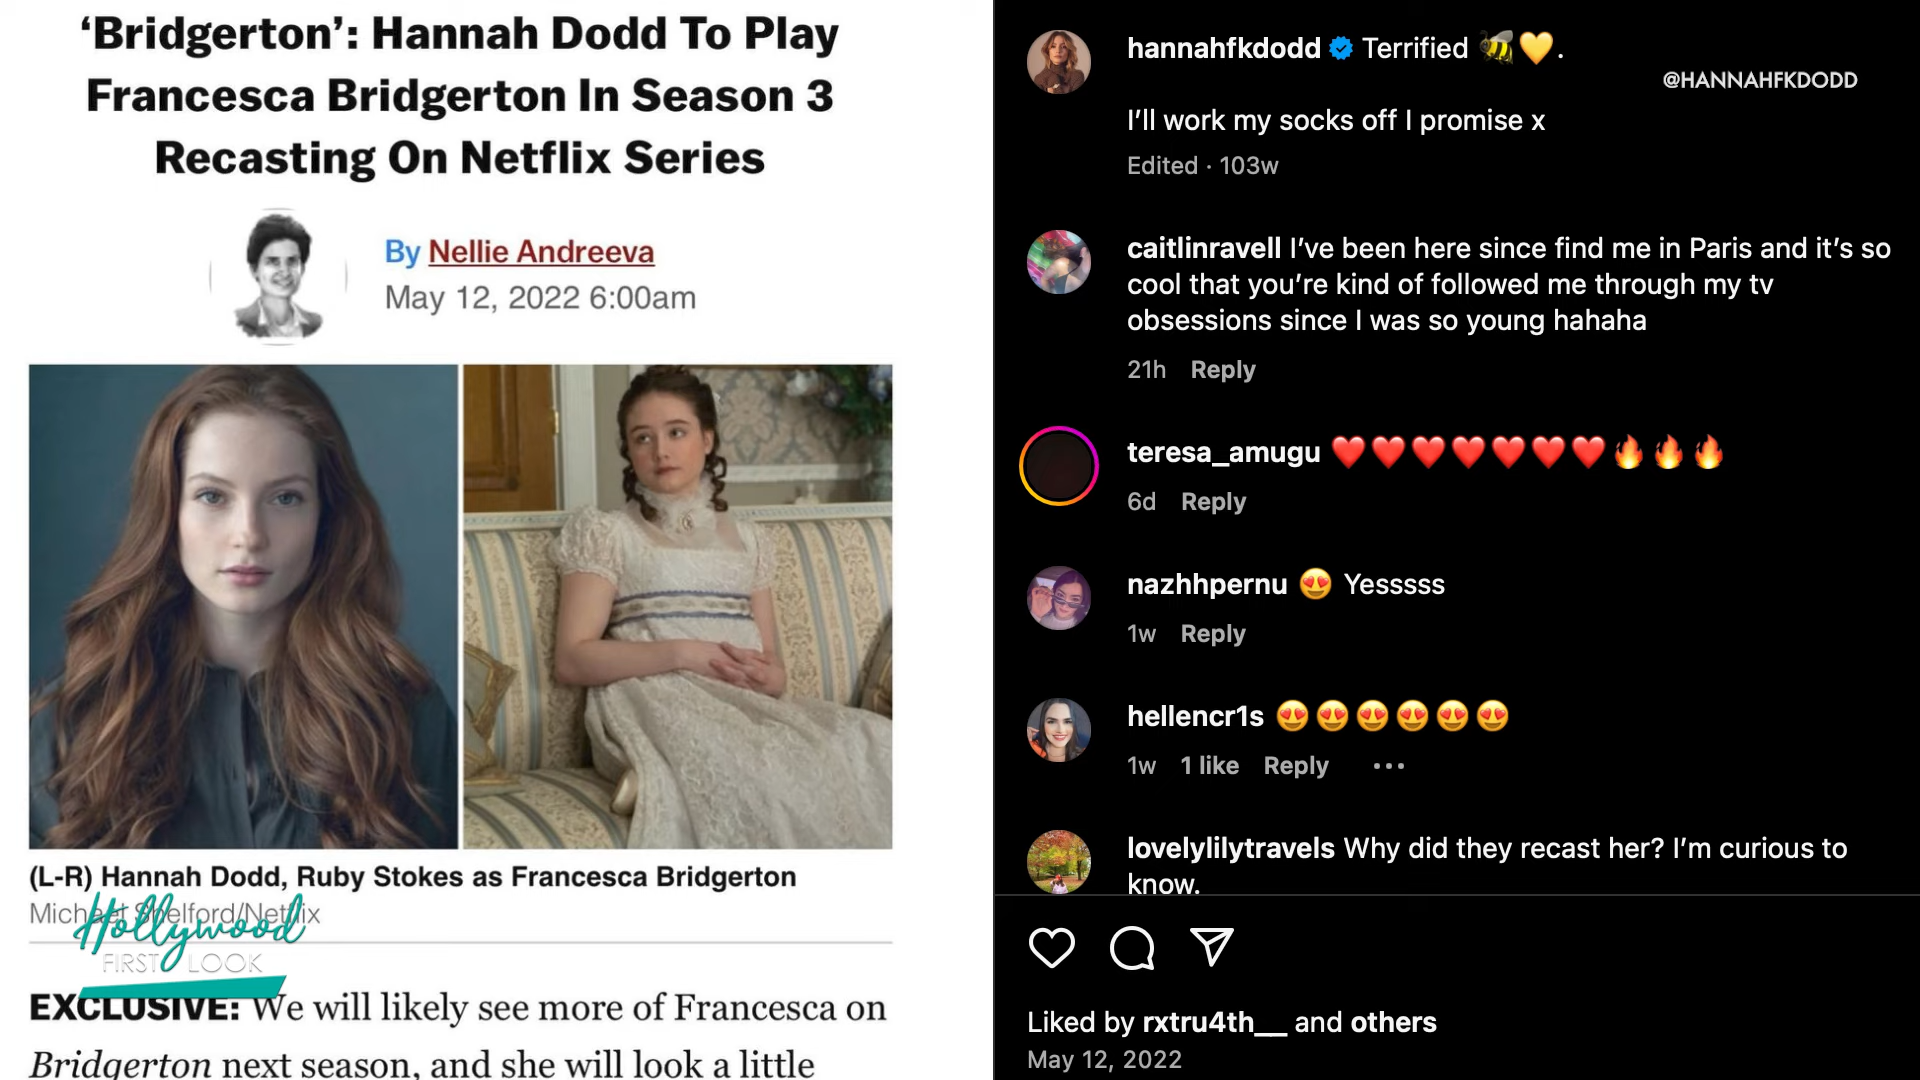 ‘Bridgerton’: Hannah Dodd To Play
Francesca Bridgerton In Season 3
Recasting On Netflix Series
By Nellie Andreeva
May 12, 2022 6:00am
(L-R) Hannah Dodd, Ruby Stokes as Francesca Bridgerton
Michael Shelford/Netflix
Hollywood
FIRST LOOK
EXCLUSIVE: We will likely see more of Francesca on
Bridgerton next season, and she will look a little
hannahfkdodd Terrified 🐝💛.
@HANNAHFKDODD
I’ll work my socks off I promise x
Edited · 103w
caitlinravell I’ve been here since find me in Paris and it’s so
cool that you’re kind of followed me through my tv
obsessions since I was so young hahaha
21h Reply
teresa_amugu ❤️❤️❤️❤️❤️❤️❤️🔥🔥🔥
6d Reply
nazhhpernu 😍 Yesssss
1w Reply
hellencr1s 😍😍😍😍😍😍
1w 1 like Reply •••
lovelylilytravels Why did they recast her? I’m curious to
know.
Liked by rxtru4th__ and others
May 12, 2022